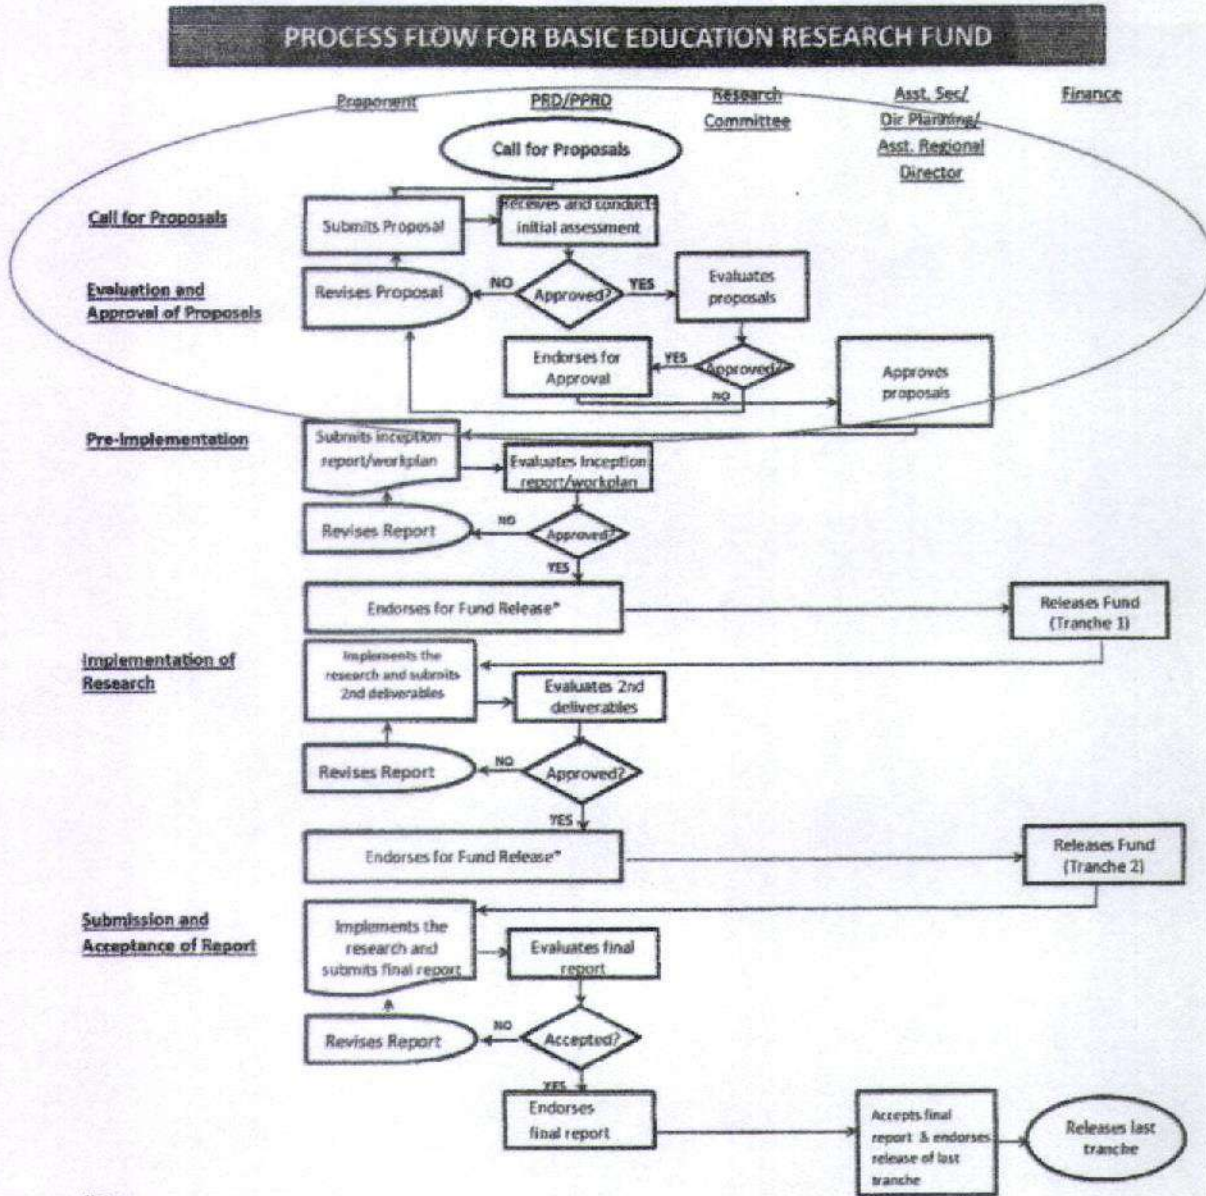 PROCESS FLOW FOR BASIC EDUCATION RESEARCH FUND
Proponent
PRD/PPRD
Research
Committee
Asst. Sec/
Dir Planning/
Asst. Regional
Director
Finance
Call for Proposals
Call for Proposals
Submits Proposal
Receives and conduct
initial assessment
Evaluation and
Approval of Proposals
Revises Proposal
NO
Approved?
YES
Evaluates
proposals
Endorses for
Approval
YES
Approved?
NO
Approves
proposals
Pre-Implementation
Submits inception
report/workplan
Evaluates Inception
report/workplan
Revises Report
NO
Approved?
YES
Endorses for Fund Release*
Releases Fund
(Tranche 1)
Implementation of
Research
Implements the
research and submits
2nd deliverables
Evaluates 2nd
deliverables
Revises Report
NO
Approved?
YES
Endorses for Fund Release*
Releases Fund
(Tranche 2)
Submission and
Acceptance of Report
Implements the
research and
submits final report
Evaluates final
report
Revises Report
NO
Accepted?
YES
Endorses
final report
Accepts final
report & endorses
release of last
tranche
Releases last
tranche